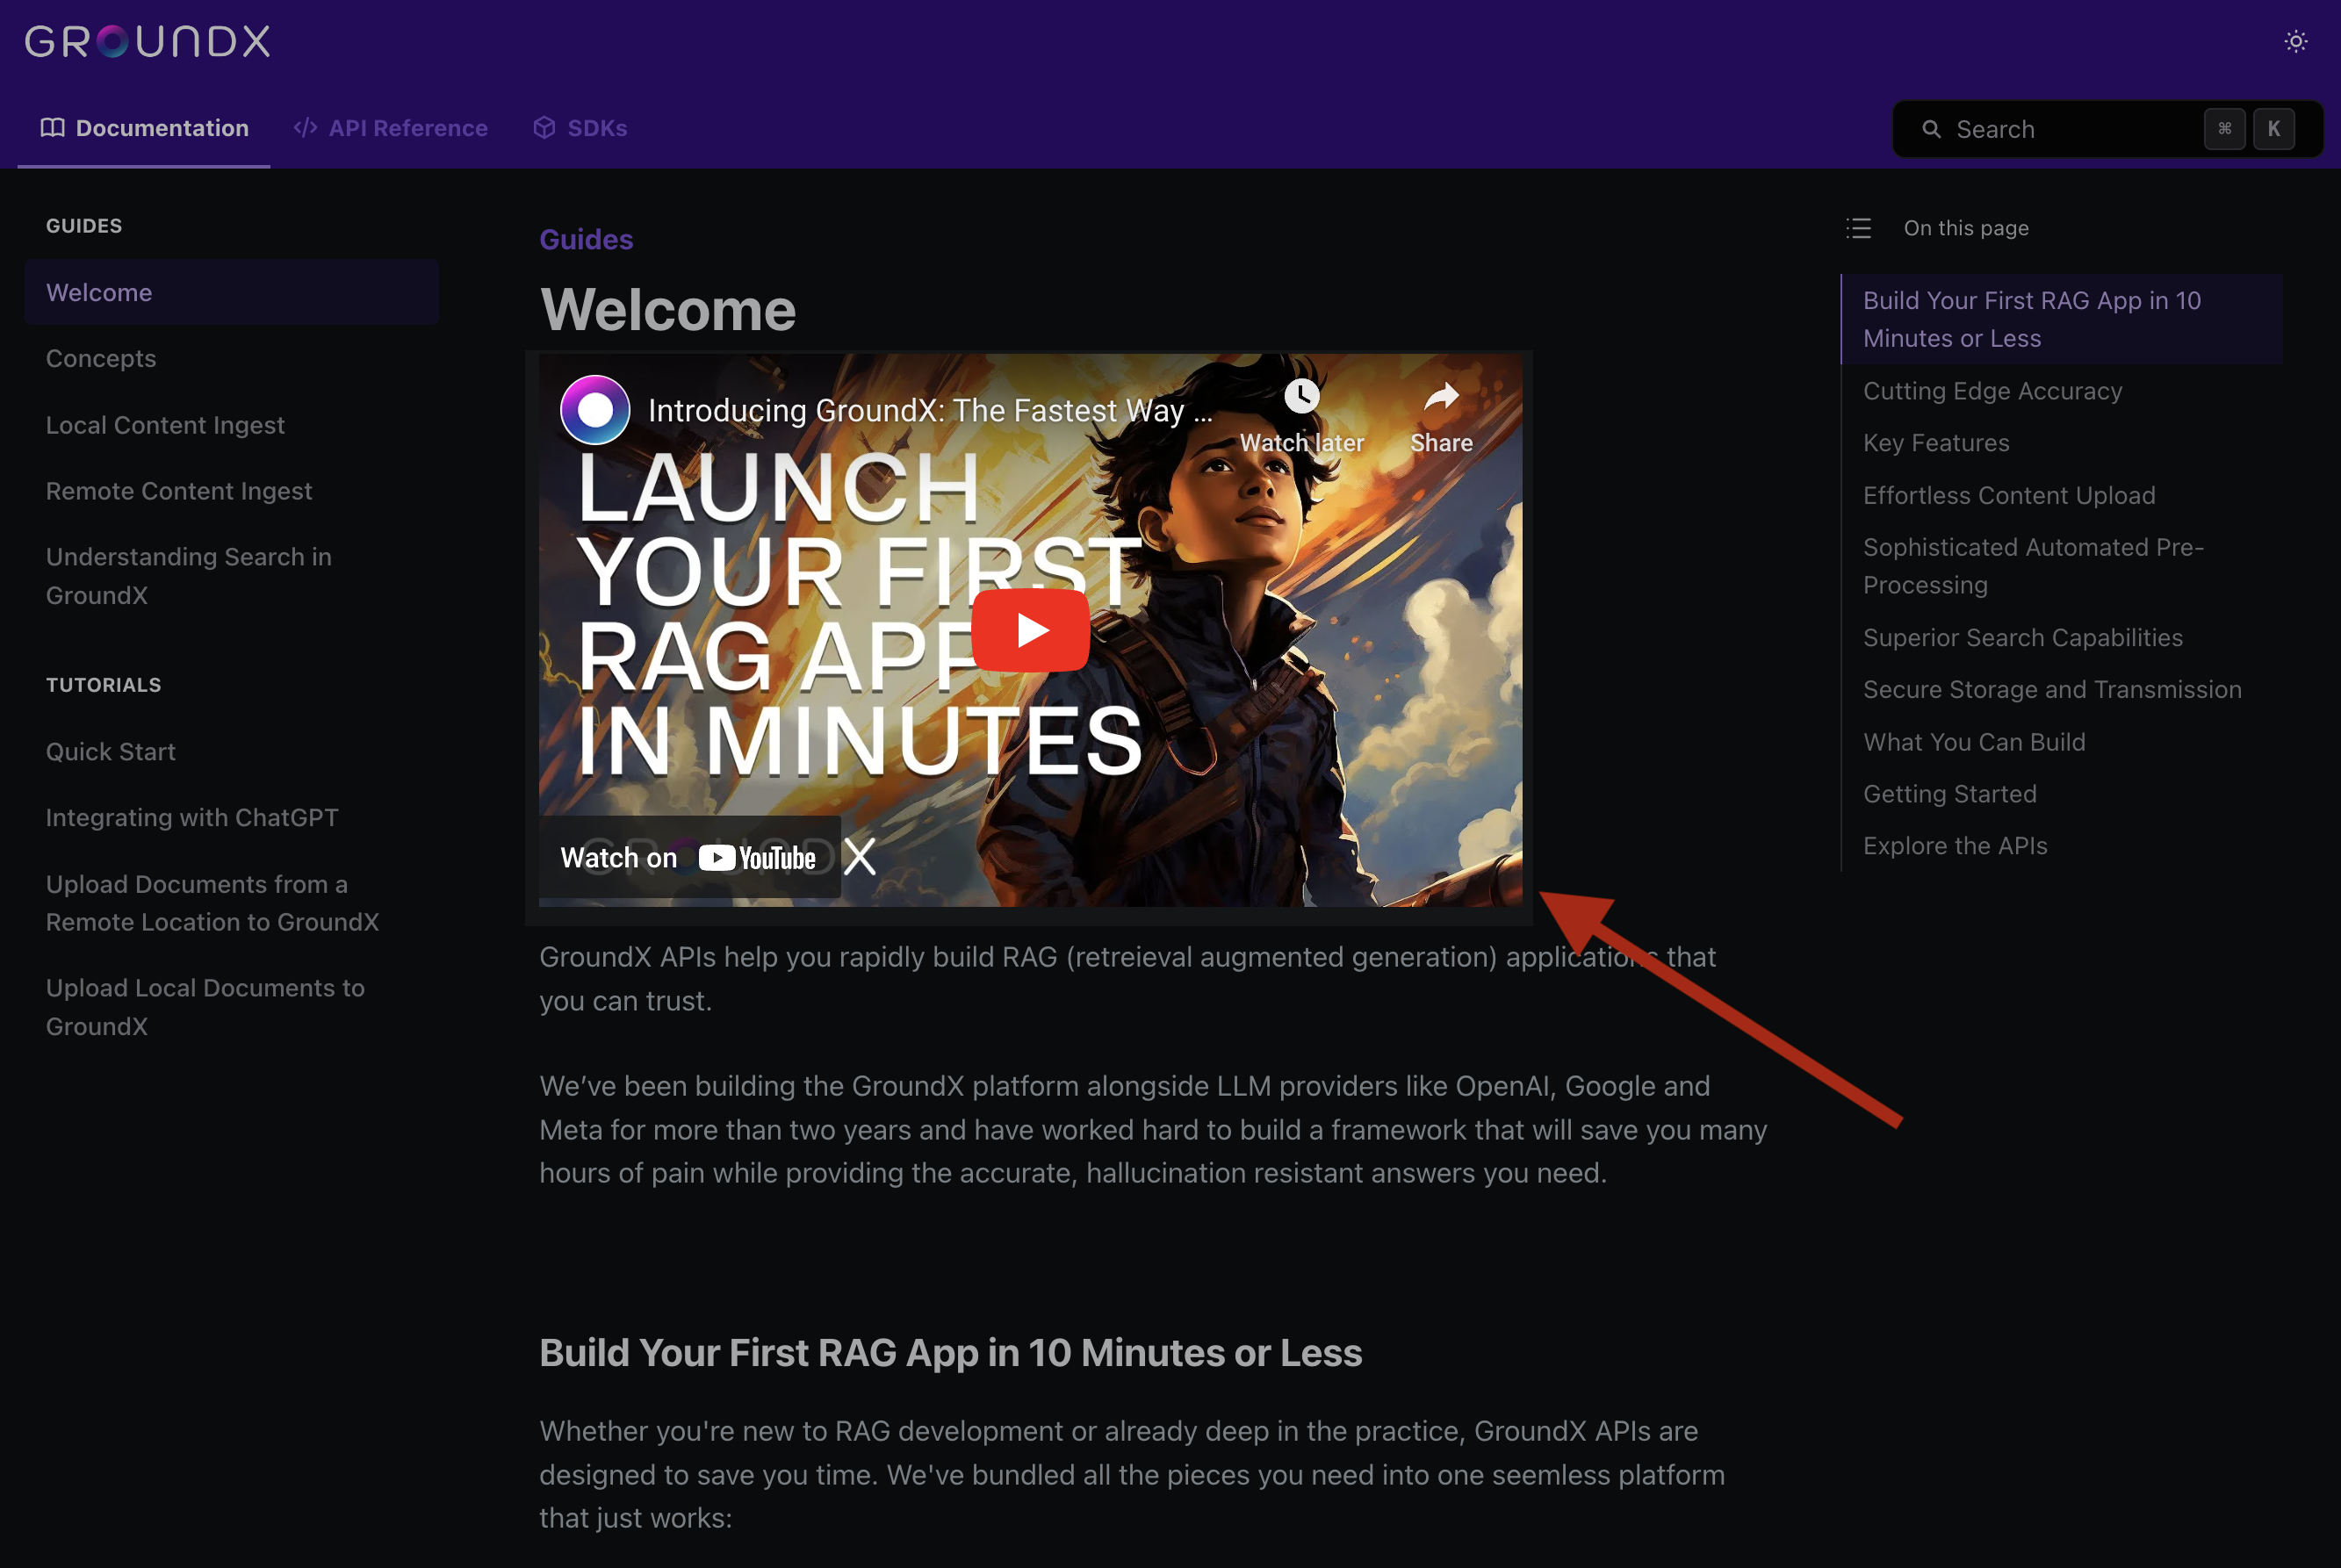 GROUNDX
Documentation
API Reference
SDKs
Search
⌘ K
GUIDES
Welcome
Concepts
Local Content Ingest
Remote Content Ingest
Understanding Search in
GroundX
TUTORIALS
Quick Start
Integrating with ChatGPT
Upload Documents from a
Remote Location to GroundX
Upload Local Documents to
GroundX
Guides
Welcome
Introducing GroundX: The Fastest Way ...
Watch later
Share
LAUNCH
YOUR FIRST
RAG APP
IN MINUTES
Watch on YouTube
GROUNDX
GroundX APIs help you rapidly build RAG (retreieval augmented generation) applications that
you can trust.
We’ve been building the GroundX platform alongside LLM providers like OpenAI, Google and
Meta for more than two years and have worked hard to build a framework that will save you many
hours of pain while providing the accurate, hallucination resistant answers you need.
Build Your First RAG App in 10 Minutes or Less
Whether you're new to RAG development or already deep in the practice, GroundX APIs are
designed to save you time. We've bundled all the pieces you need into one seemless platform
that just works:
On this page
Build Your First RAG App in 10
Minutes or Less
Cutting Edge Accuracy
Key Features
Effortless Content Upload
Sophisticated Automated Pre-
Processing
Superior Search Capabilities
Secure Storage and Transmission
What You Can Build
Getting Started
Explore the APIs